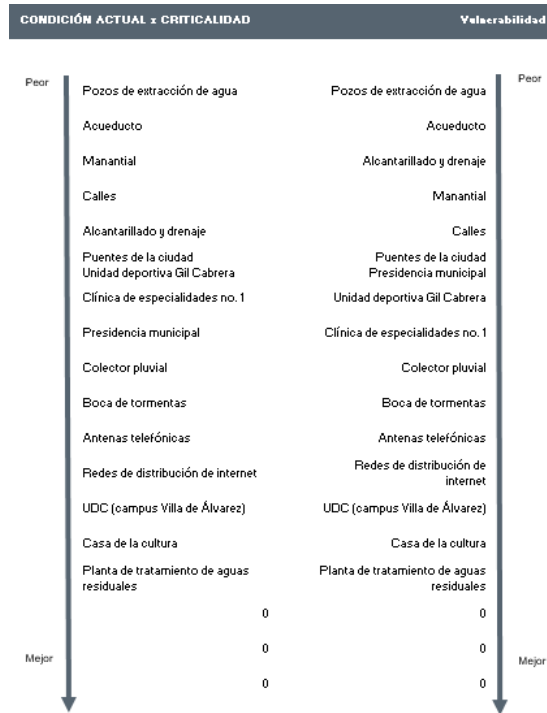 CONDICIÓN ACTUAL x CRITICALIDAD Vulnerabilidad
Peor Peor
Pozos de extracción de agua Pozos de extracción de agua
Acueducto Acueducto
Manantial Alcantarillado y drenaje
Calles Manantial
Alcantarillado y drenaje Calles
Puentes de la ciudad Puentes de la ciudad
Unidad deportiva Gil Cabrera Presidencia municipal
Clínica de especialidades no. 1 Unidad deportiva Gil Cabrera
Presidencia municipal Clínica de especialidades no. 1
Colector pluvial Colector pluvial
Boca de tormentas Boca de tormentas
Antenas telefónicas Antenas telefónicas
Redes de distribución de internet Redes de distribución de
internet
UDC (campus Villa de Álvarez) UDC (campus Villa de Álvarez)
Casa de la cultura Casa de la cultura
Planta de tratamiento de aguas Planta de tratamiento de aguas
residuales residuales
0 0
0 0
Mejor Mejor
0 0